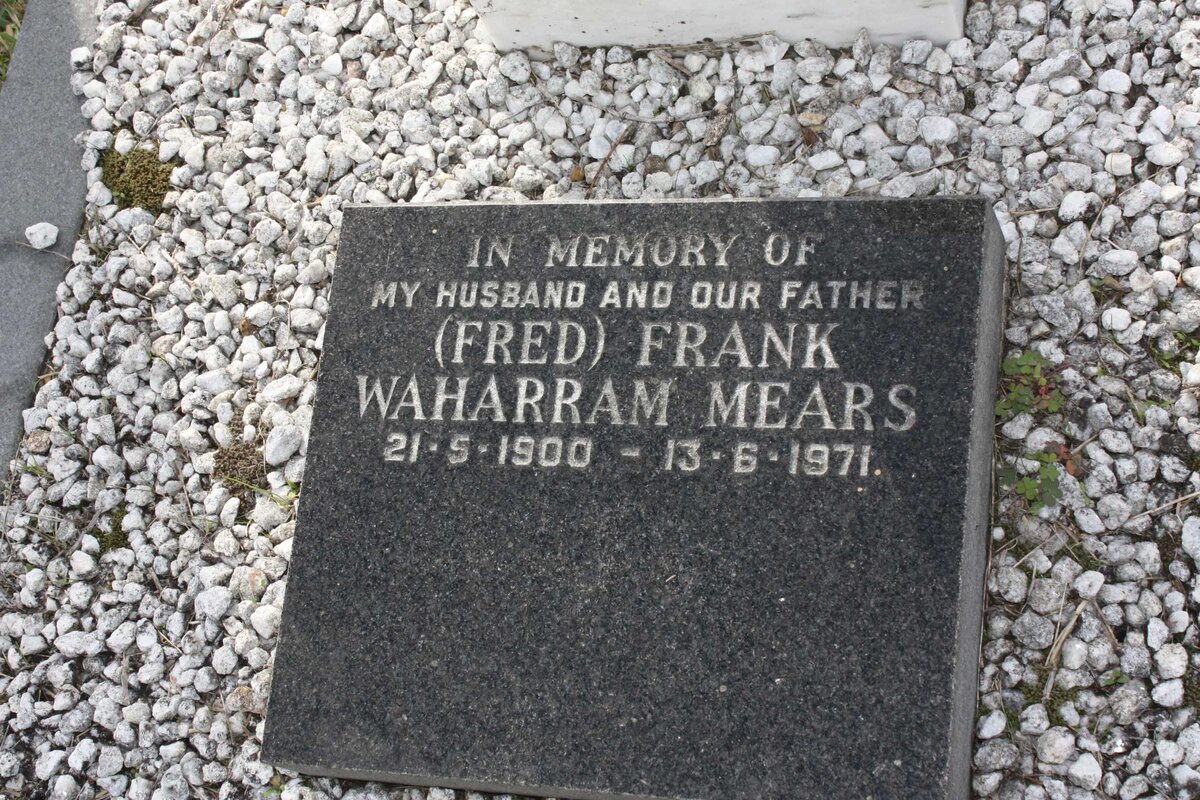 IN MEMORY OF
MY HUSBAND AND OUR FATHER
(FRED) FRANK
WAHARRAM MEARS
21·5·1900 – 13·6·1971